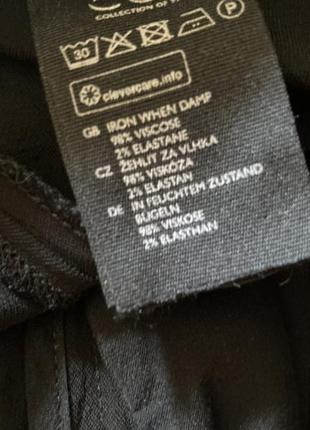 COLLECTION OF
30 P
clevercare.info
GB IRON WHEN DAMP
98% VISCOSE
2% ELASTANE
CZ ŽEHLIT ZA VLHKA
98% VISKÓZA
2% ELASTAN
DE IN FEUCHTEM ZUSTAND
BÜGELN
98% VISKOSE
2% ELASTHAN